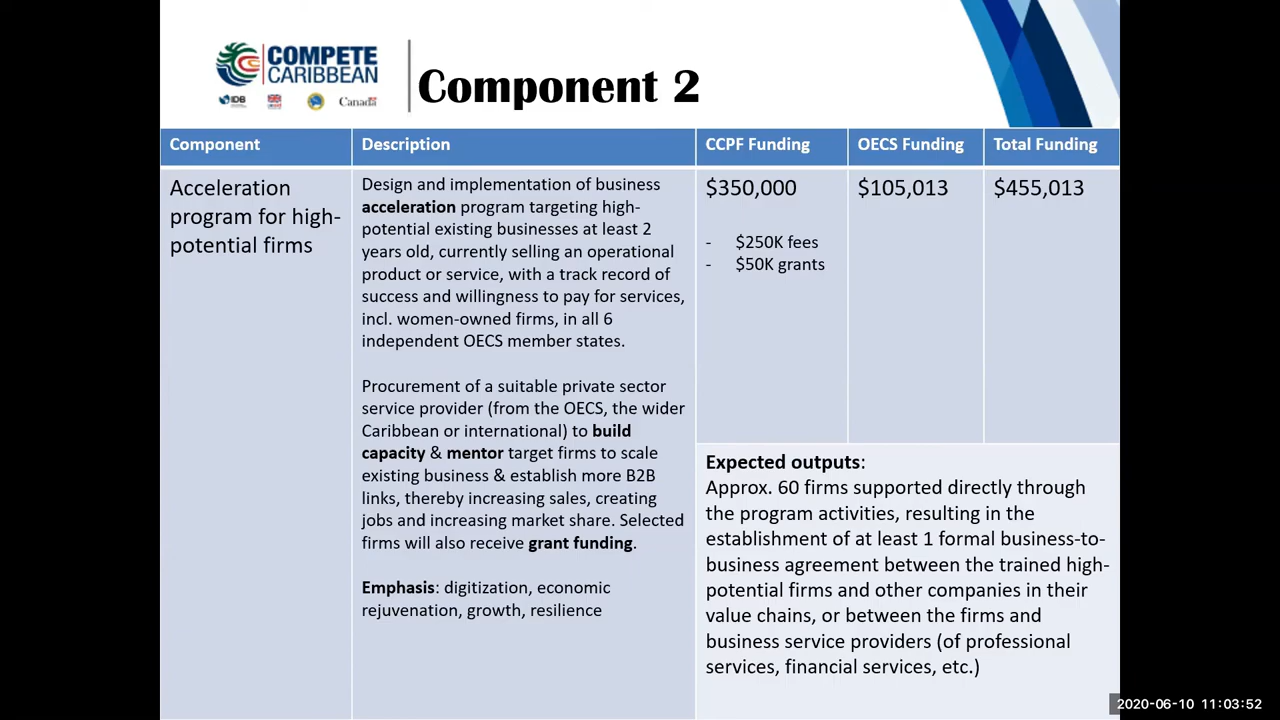 COMPETE
CARIBBEAN
IDB
Canada
Component 2
Component
Description
CCPF Funding
OECS Funding
Total Funding
Acceleration
program for high-
potential firms
Design and implementation of business
acceleration program targeting high-
potential existing businesses at least 2
years old, currently selling an operational
product or service, with a track record of
success and willingness to pay for services,
incl. women-owned firms, in all 6
independent OECS member states.
Procurement of a suitable private sector
service provider (from the OECS, the wider
Caribbean or international) to build
capacity & mentor target firms to scale
existing business & establish more B2B
links, thereby increasing sales, creating
jobs and increasing market share. Selected
firms will also receive grant funding.
Emphasis: digitization, economic
rejuvenation, growth, resilience
$350,000
- $250K fees
- $50K grants
$105,013
$455,013
Expected outputs:
Approx. 60 firms supported directly through
the program activities, resulting in the
establishment of at least 1 formal business-to-
business agreement between the trained high-
potential firms and other companies in their
value chains, or between the firms and
business service providers (of professional
services, financial services, etc.)
2020-06-10 11:03:52